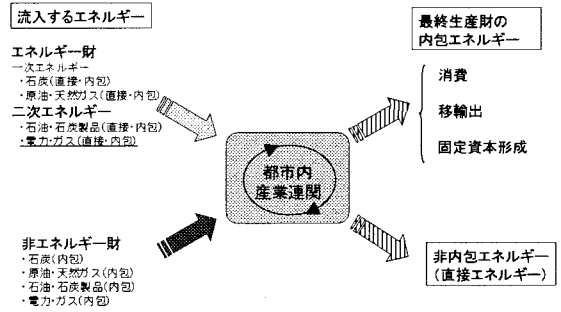 流入するエネルギー
エネルギー財
一次エネルギー
・石炭(直接・内包)
・原油・天然ガス(直接・内包)
二次エネルギー
・石油・石炭製品(直接・内包)
・電力・ガス(直接・内包)
非エネルギー財
・石炭(内包)
・原油・天然ガス(内包)
・石油・石炭製品(内包)
・電力・ガス(内包)
都市内
産業連関
最終生産財の
内包エネルギー
消費
移輸出
固定資本形成
非内包エネルギー
(直接エネルギー)